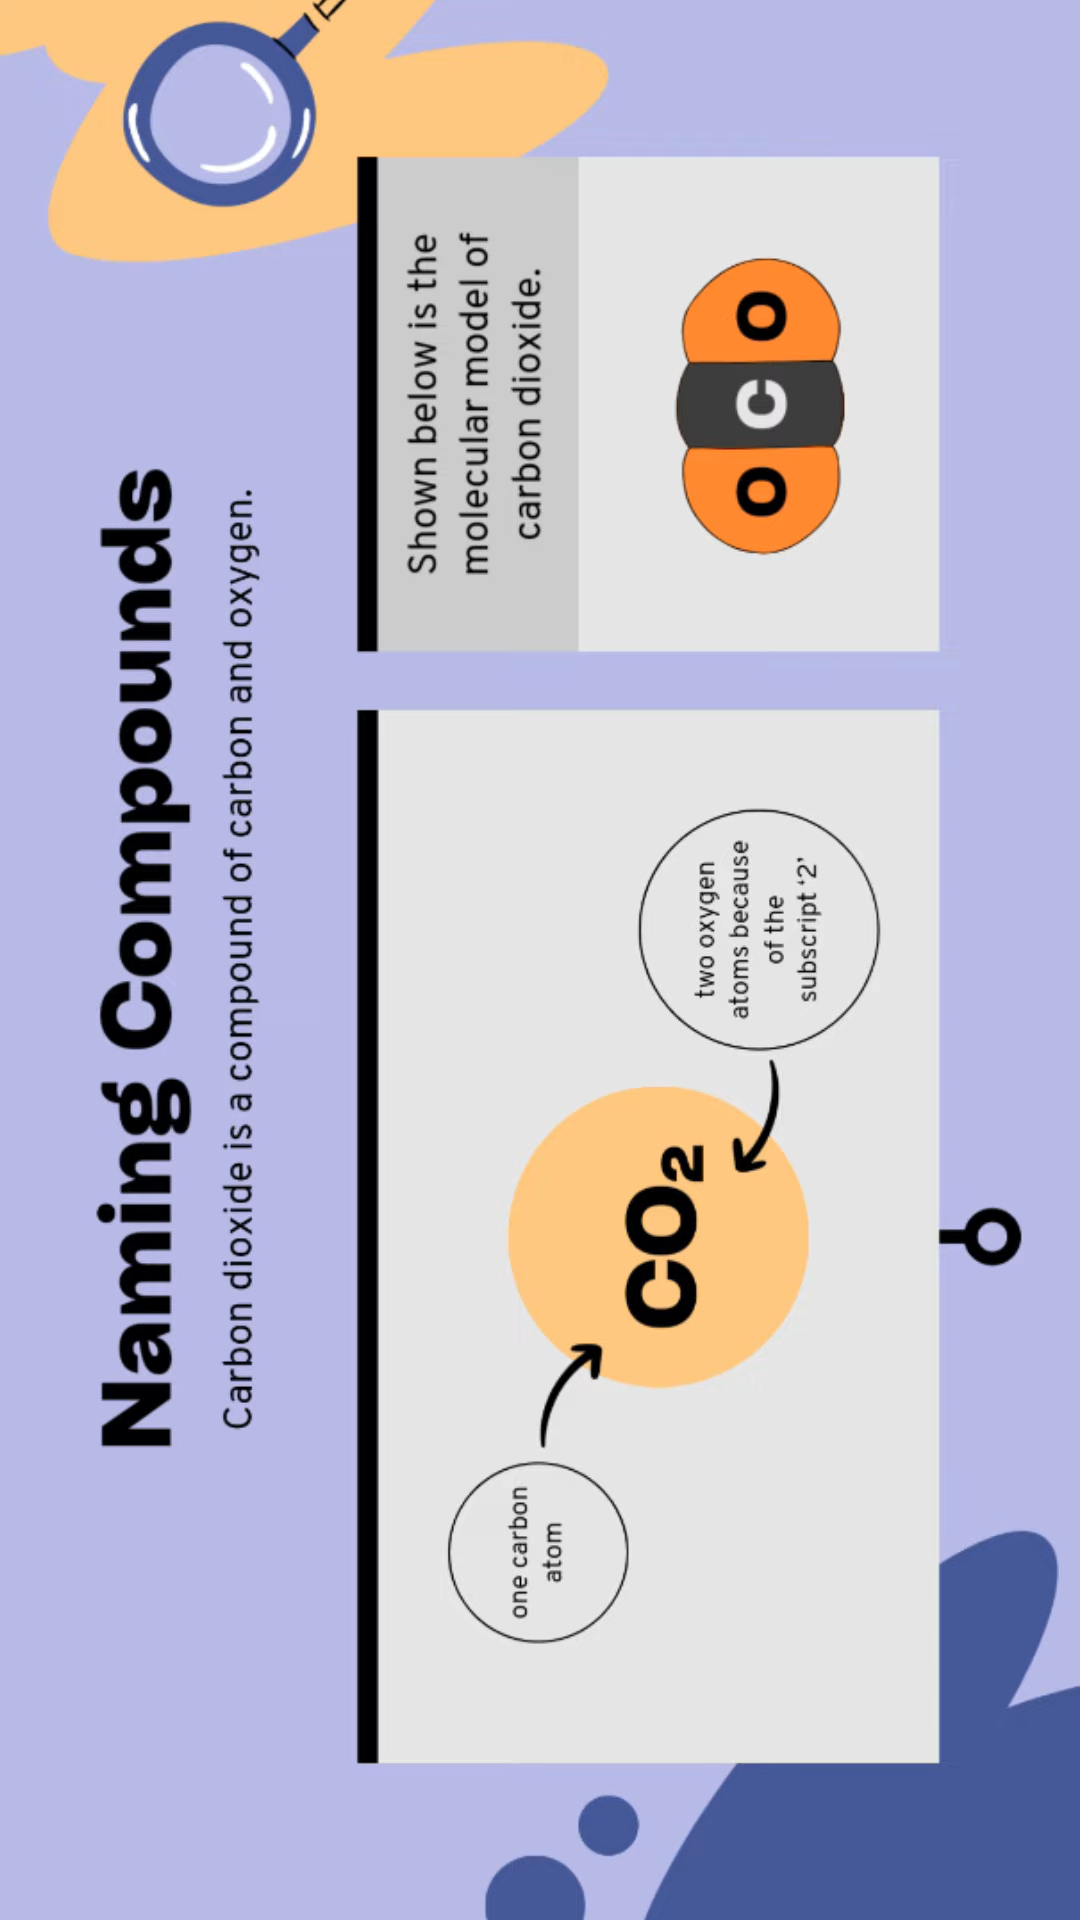 Naming Compounds
Carbon dioxide is a compound of carbon and oxygen.
one carbon
atom
CO₂
two oxygen
atoms because
of the
subscript ‘2’
Shown below is the
molecular model of
carbon dioxide.
O C O